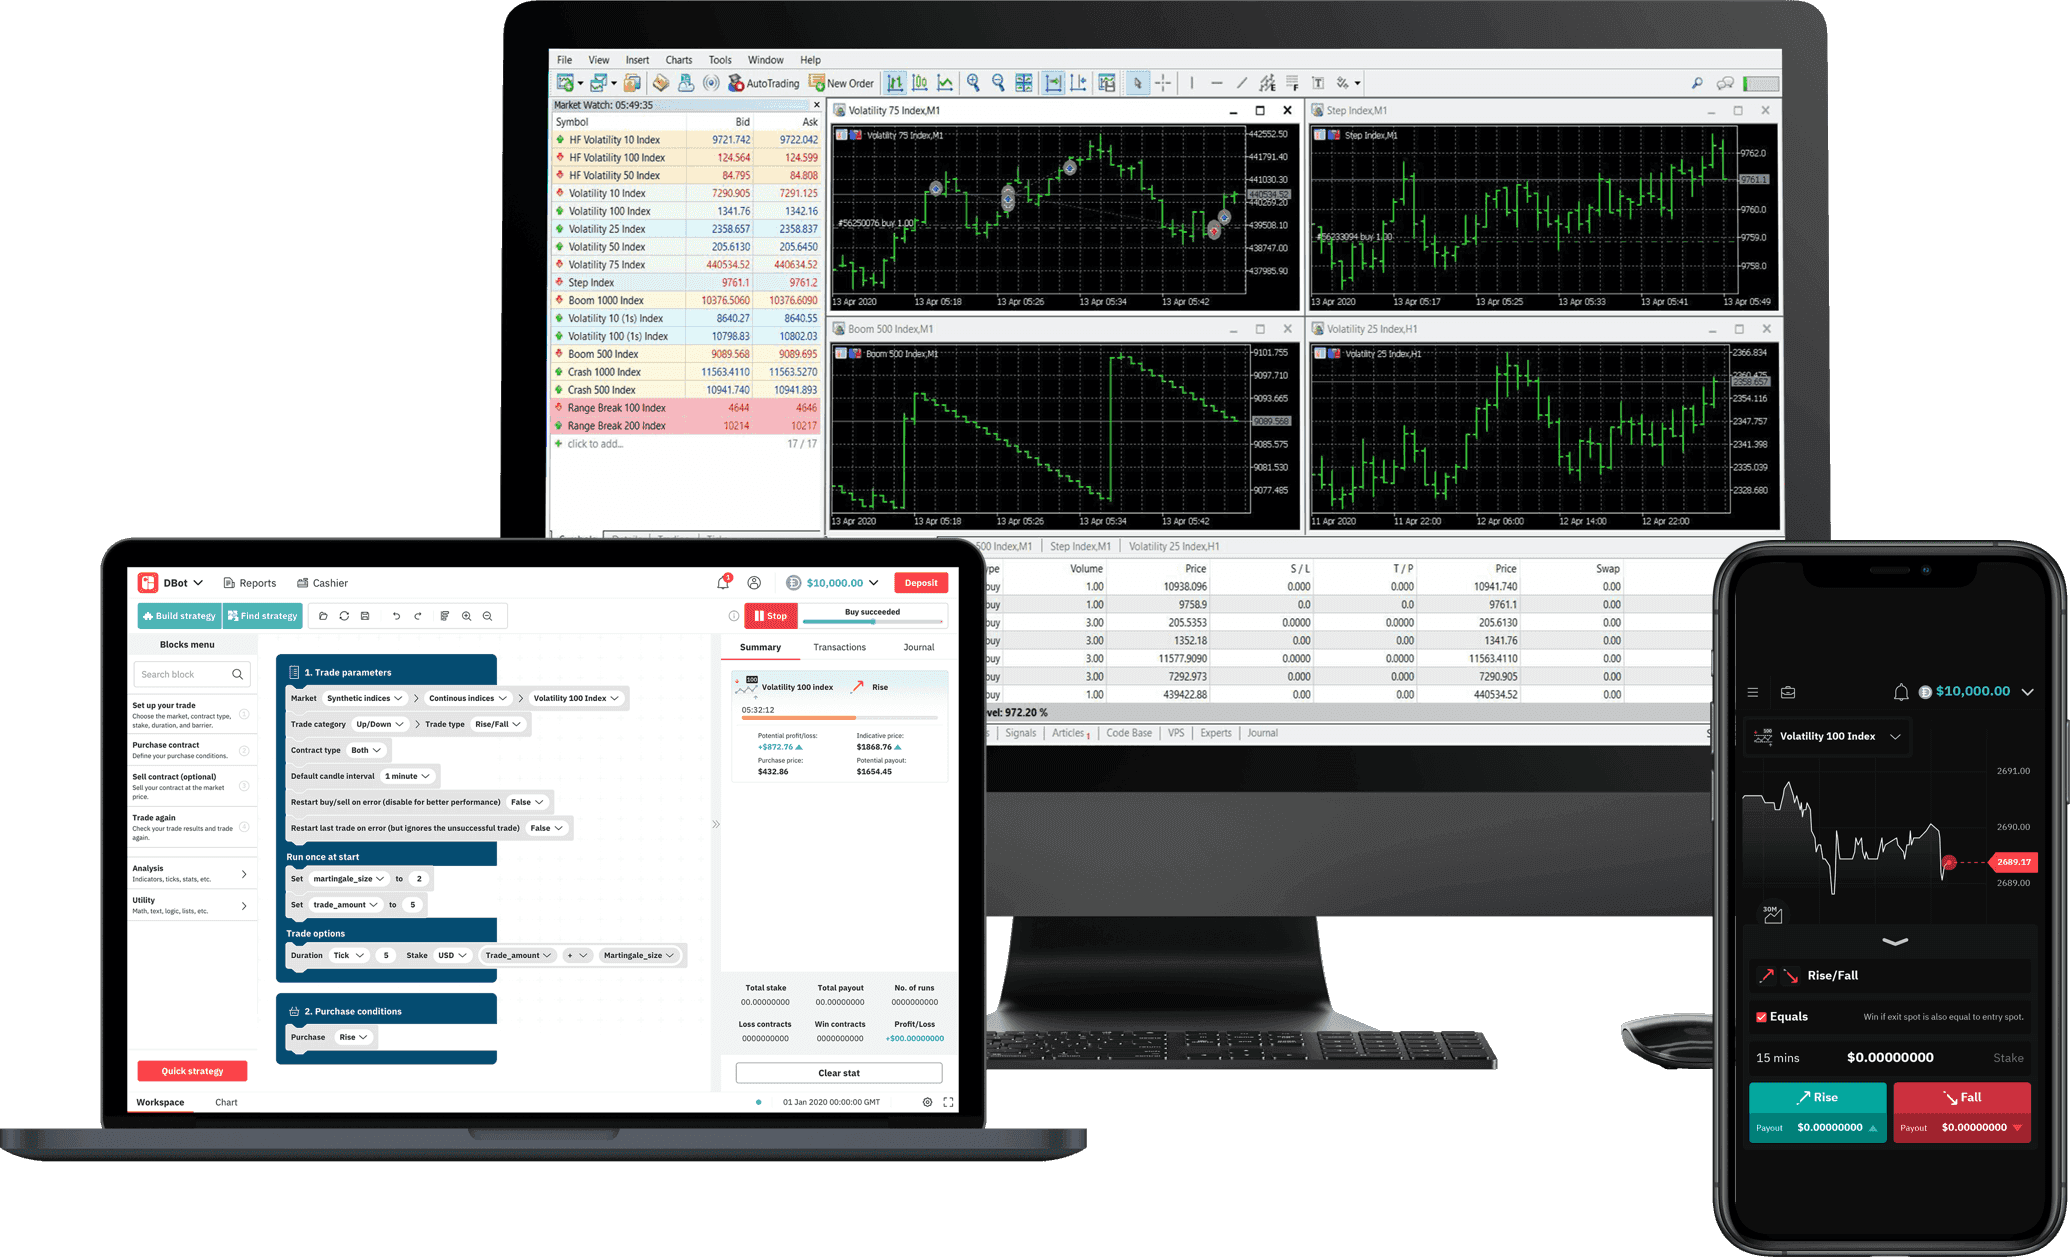 File View Insert Charts Tools Window Help
AutoTrading New Order
Market Watch: 05:49:35
Symbol Bid Ask
HF Volatility 10 Index 9721.742 9722.042
HF Volatility 100 Index 124.564 124.599
HF Volatility 50 Index 84.795 84.808
Volatility 10 Index 7290.905 7291.125
Volatility 100 Index 1341.76 1342.16
Volatility 25 Index 2358.657 2358.837
Volatility 50 Index 205.6130 205.6450
Volatility 75 Index 440534.52 440634.52
Step Index 9761.1 9761.2
Boom 1000 Index 10376.5060 10376.6090
Volatility 10 (1s) Index 8640.27 8640.55
Volatility 100 (1s) Index 10798.83 10802.03
Boom 500 Index 9089.568 9089.695
Crash 1000 Index 11563.4110 11563.5270
Crash 500 Index 10941.740 10941.893
Range Break 100 Index 4644 4646
Range Break 200 Index 10214 10217
click to add... 17 / 17
Volatility 75 Index,M1
Volatility 75 Index,M1
442552.50
441791.40
441030.30
440534.52
440269.20
439508.10
438747.00
437985.90
#56250076 buy 1.00
13 Apr 2020 13 Apr 05:18 13 Apr 05:26 13 Apr 05:34 13 Apr 05:42
Step Index,M1
Step Index,M1
9762.0
9761.1
9760.0
9759.0
9758.0
#56233094 buy 1.00
13 Apr 2020 13 Apr 05:17 13 Apr 05:25 13 Apr 05:33 13 Apr 05:41 13 Apr 05:49
Boom 500 Index,M1
Boom 500 Index,M1
9101.755
9097.710
9093.665
9089.568
9085.575
9081.530
9077.485
13 Apr 2020 13 Apr 05:18 13 Apr 05:26 13 Apr 05:34 13 Apr 05:42
Volatility 25 Index,H1
Volatility 25 Index,H1
2366.834
2360.475
2358.657
2354.116
2347.757
2341.398
2335.039
2328.680
11 Apr 2020 11 Apr 22:00 12 Apr 06:00 12 Apr 14:00 12 Apr 22:00
500 Index,M1 Step Index,M1 Volatility 25 Index,H1
ype Volume Price S / L T / P Price Swap
buy 1.00 10938.096 0.000 0.000 10941.740 0.00
buy 1.00 9758.9 0.0 0.0 9761.1 0.00
buy 3.00 205.5353 0.0000 0.0000 205.6130 0.00
buy 3.00 1352.18 0.00 0.00 1341.76 0.00
buy 3.00 11577.9090 0.0000 0.0000 11563.4110 0.00
buy 3.00 7292.973 0.000 0.000 7290.905 0.00
buy 1.00 439422.88 0.00 0.00 440534.52 0.00
vel: 972.20 %
s Signals Articles 1 Code Base VPS Experts Journal
DBot Reports Cashier 1 $10,000.00 Deposit
Build strategy Find strategy Stop Buy succeeded
Blocks menu
Search block
Set up your trade
Choose the market, contract type,
stake, duration, and barrier.
1
Purchase contract
Define your purchase conditions.
2
Sell contract (optional)
Sell your contract at the market
price.
3
Trade again
Check your trade results and trade
again.
4
Analysis
Indicators, ticks, stats, etc.
Utility
Math, text, logic, lists, etc.
Quick strategy
1. Trade parameters
Market Synthetic indices Continous indices Volatility 100 Index
Trade category Up/Down Trade type Rise/Fall
Contract type Both
Default candle interval 1 minute
Restart buy/sell on error (disable for better performance) False
Restart last trade on error (but ignores the unsuccessful trade) False
Run once at start
Set martingale_size to 2
Set trade_amount to 5
Trade options
Duration Tick 5 Stake USD Trade_amount + Martingale_size
2. Purchase conditions
Purchase Rise
Summary Transactions Journal
100 Volatility 100 index Rise
05:32:12
Potential profit/loss: Indicative price:
+$872.76 $1868.76
Purchase price: Potential payout:
$432.86 $1654.45
Total stake Total payout No. of runs
00.00000000 00.00000000 0000000000
Loss contracts Win contracts Profit/Loss
0000000000 0000000000 +$00.00000000
Clear stat
Workspace Chart 01 Jan 2020 00:00:00 GMT
$10,000.00
100 Volatility 100 Index
2691.00
2690.00
2689.17
2689.00
30M
Rise/Fall
Equals Win if exit spot is also equal to entry spot.
15 mins $0.00000000 Stake
Rise Fall
Payout $0.00000000 Payout $0.00000000